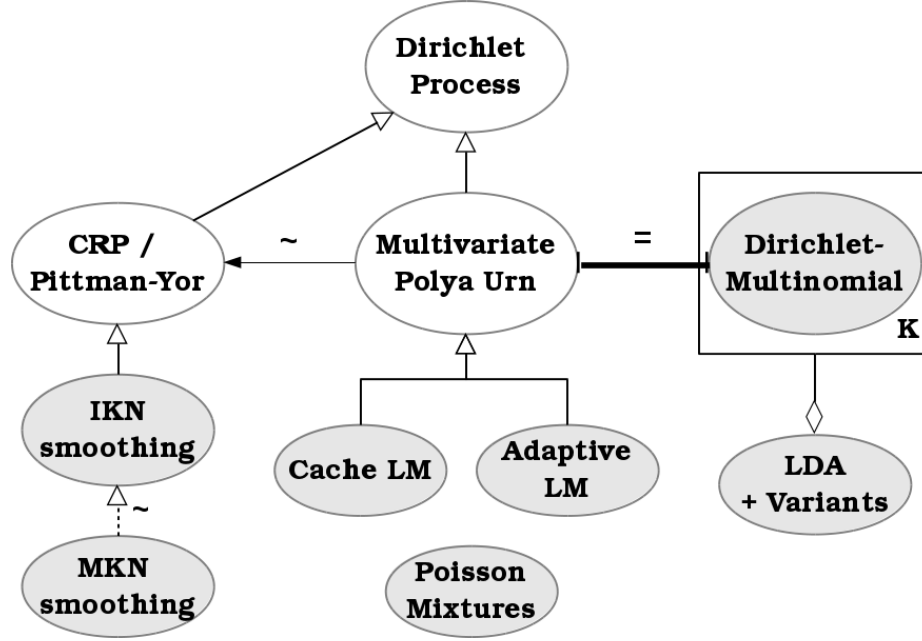 Dirichlet
Process
CRP /
Pittman-Yor
~
Multivariate
Polya Urn
=
Dirichlet-
Multinomial
K
IKN
smoothing
Cache LM
Adaptive
LM
LDA
+ Variants
~
MKN
smoothing
Poisson
Mixtures